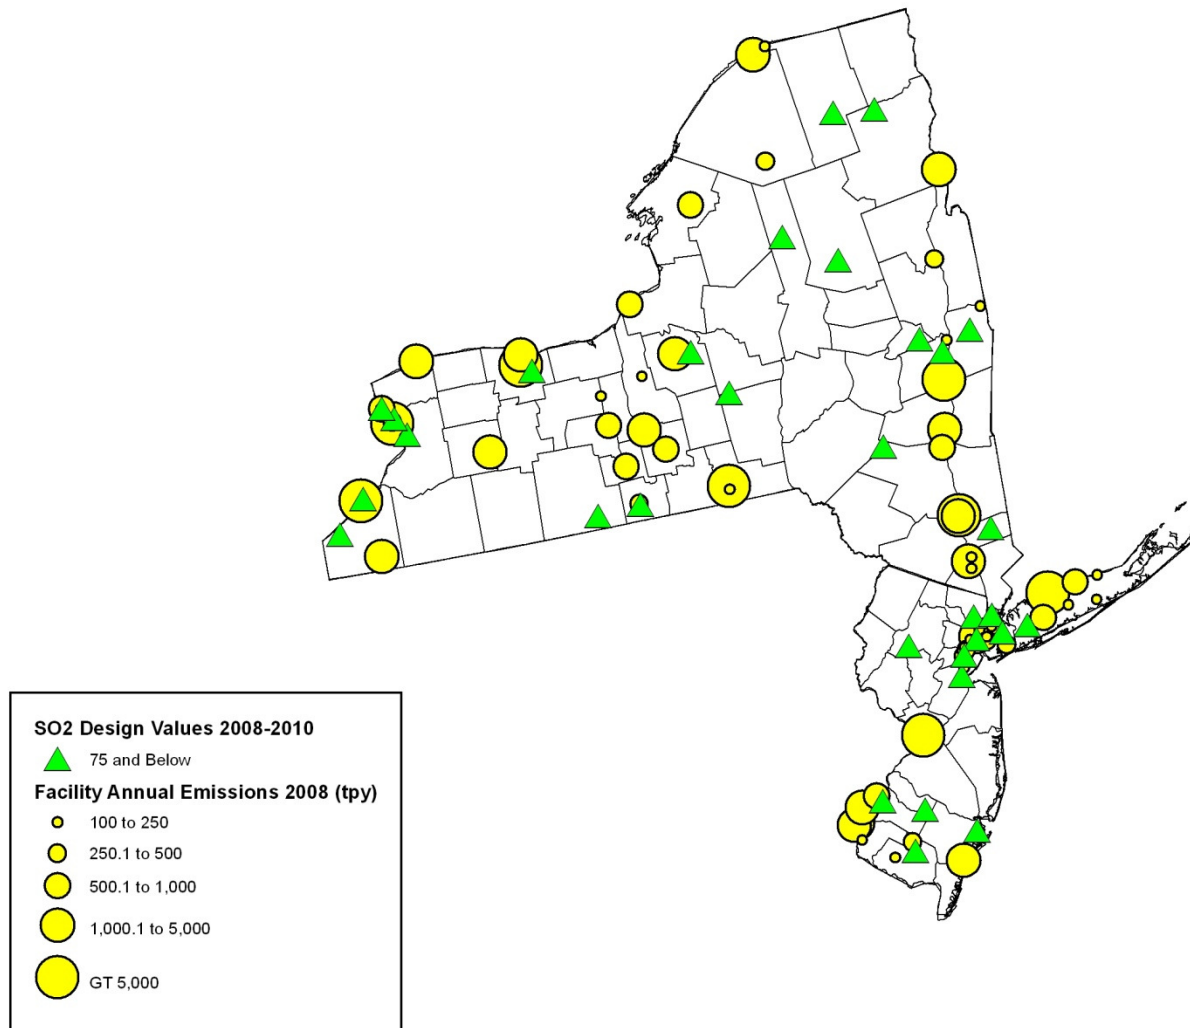 SO2 Design Values 2008-2010
75 and Below
Facility Annual Emissions 2008 (tpy)
100 to 250
250.1 to 500
500.1 to 1,000
1,000.1 to 5,000
GT 5,000